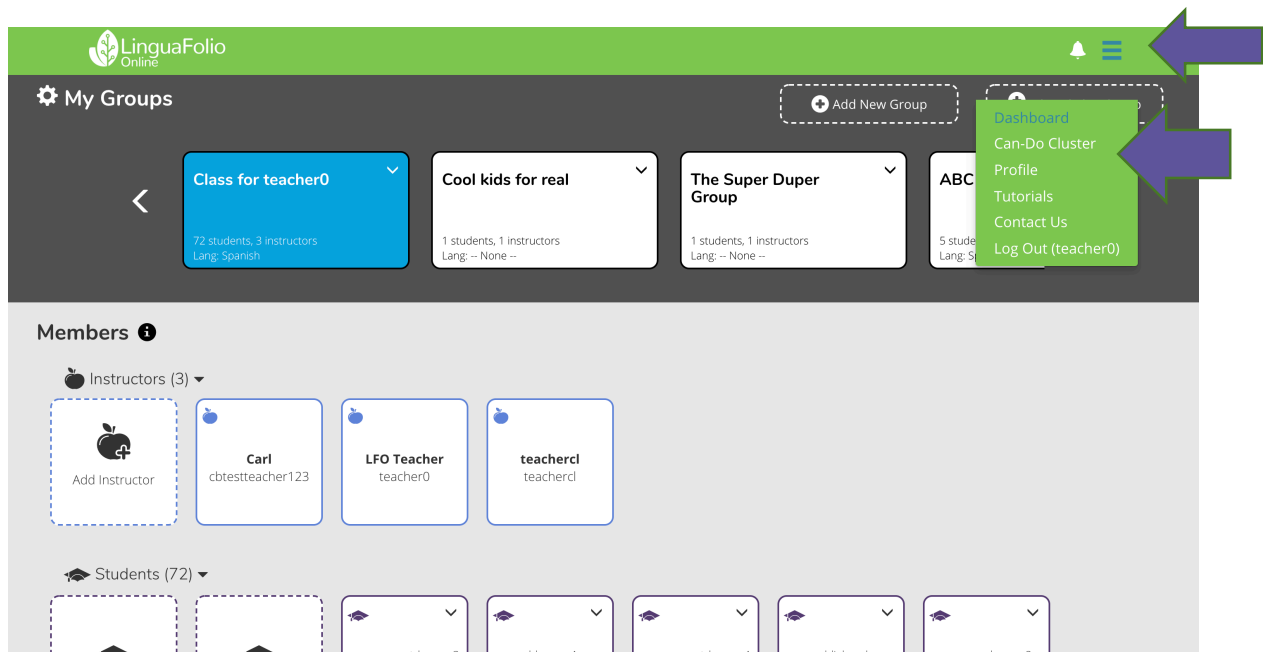 LinguaFolio
Online
My Groups
Add New Group
Dashboard
Can-Do Cluster
Profile
Tutorials
Contact Us
Log Out (teacher0)
Class for teacher0
72 students, 3 instructors
Lang: Spanish
Cool kids for real
1 students, 1 instructors
Lang: -- None --
The Super Duper
Group
1 students, 1 instructors
Lang: -- None --
ABC
5
Lang:
Members
Instructors (3)
Add Instructor
Carl
cbtestteacher123
LFO Teacher
teacher0
teachercl
teachercl
Students (72)